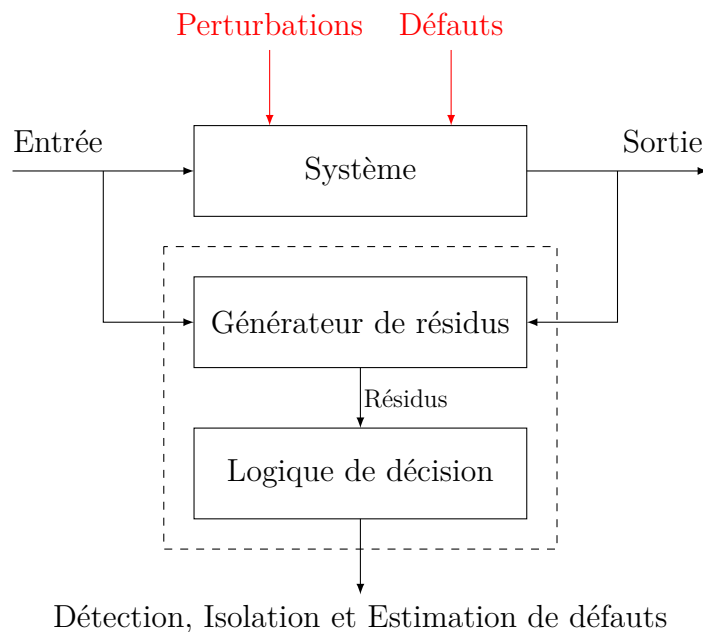 Perturbations Défauts
Entrée
Système
Sortie
Générateur de résidus
Résidus
Logique de décision
Détection, Isolation et Estimation de défauts